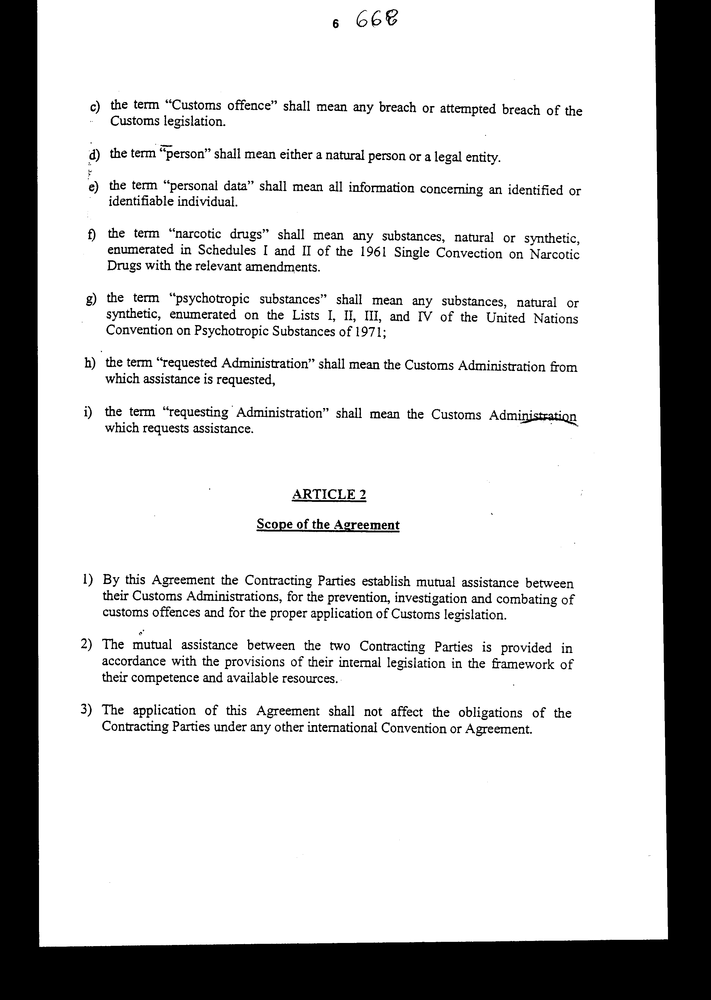 6 668
c) the term “Customs offence” shall mean any breach or attempted breach of the
Customs legislation.
d) the term “person” shall mean either a natural person or a legal entity.
e) the term “personal data” shall mean all information concerning an identified or
identifiable individual.
f) the term “narcotic drugs” shall mean any substances, natural or synthetic,
enumerated in Schedules I and II of the 1961 Single Convection on Narcotic
Drugs with the relevant amendments.
g) the term “psychotropic substances” shall mean any substances, natural or
synthetic, enumerated on the Lists I, II, III, and IV of the United Nations
Convention on Psychotropic Substances of 1971;
h) the term “requested Administration” shall mean the Customs Administration from
which assistance is requested,
i) the term “requesting Administration” shall mean the Customs Administration
which requests assistance.
ARTICLE 2
Scope of the Agreement
1) By this Agreement the Contracting Parties establish mutual assistance between
their Customs Administrations, for the prevention, investigation and combating of
customs offences and for the proper application of Customs legislation.
2) The mutual assistance between the two Contracting Parties is provided in
accordance with the provisions of their internal legislation in the framework of
their competence and available resources.
3) The application of this Agreement shall not affect the obligations of the
Contracting Parties under any other international Convention or Agreement.